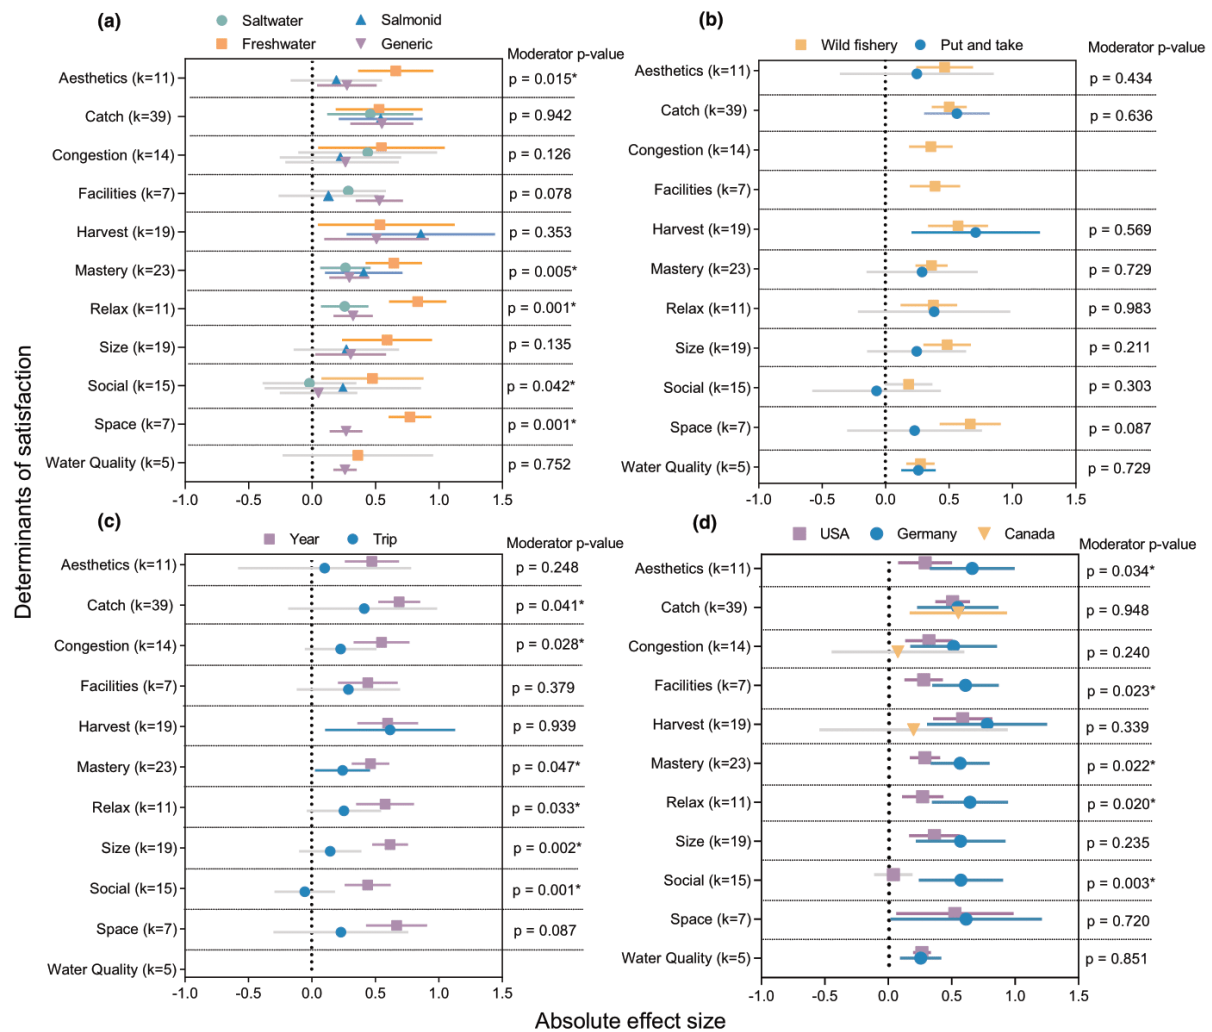 (a)
Saltwater
Salmonid
Freshwater
Generic
Moderator p-value
Aesthetics (k=11)
p = 0.015*
Catch (k=39)
p = 0.942
Congestion (k=14)
p = 0.126
Facilities (k=7)
p = 0.078
Harvest (k=19)
p = 0.353
Mastery (k=23)
p = 0.005*
Relax (k=11)
p = 0.001*
Size (k=19)
p = 0.135
Social (k=15)
p = 0.042*
Space (k=7)
p = 0.001*
Water Quality (k=5)
p = 0.752
-1.0 -0.5 0.0 0.5 1.0 1.5
(b)
Wild fishery
Put and take
Moderator p-value
Aesthetics (k=11)
p = 0.434
Catch (k=39)
p = 0.636
Congestion (k=14)
Facilities (k=7)
Harvest (k=19)
p = 0.569
Mastery (k=23)
p = 0.729
Relax (k=11)
p = 0.983
Size (k=19)
p = 0.211
Social (k=15)
p = 0.303
Space (k=7)
p = 0.087
Water Quality (k=5)
p = 0.729
-1.0 -0.5 0.0 0.5 1.0 1.5
(c)
Year
Trip
Moderator p-value
Aesthetics (k=11)
p = 0.248
Catch (k=39)
p = 0.041*
Congestion (k=14)
p = 0.028*
Facilities (k=7)
p = 0.379
Harvest (k=19)
p = 0.939
Mastery (k=23)
p = 0.047*
Relax (k=11)
p = 0.033*
Size (k=19)
p = 0.002*
Social (k=15)
p = 0.001*
Space (k=7)
p = 0.087
Water Quality (k=5)
-1.0 -0.5 0.0 0.5 1.0 1.5
(d)
USA
Germany
Canada
Moderator p-value
Aesthetics (k=11)
p = 0.034*
Catch (k=39)
p = 0.948
Congestion (k=14)
p = 0.240
Facilities (k=7)
p = 0.023*
Harvest (k=19)
p = 0.339
Mastery (k=23)
p = 0.022*
Relax (k=11)
p = 0.020*
Size (k=19)
p = 0.235
Social (k=15)
p = 0.003*
Space (k=7)
p = 0.720
Water Quality (k=5)
p = 0.851
-1.0 -0.5 0.0 0.5 1.0 1.5
Determinants of satisfaction
Absolute effect size